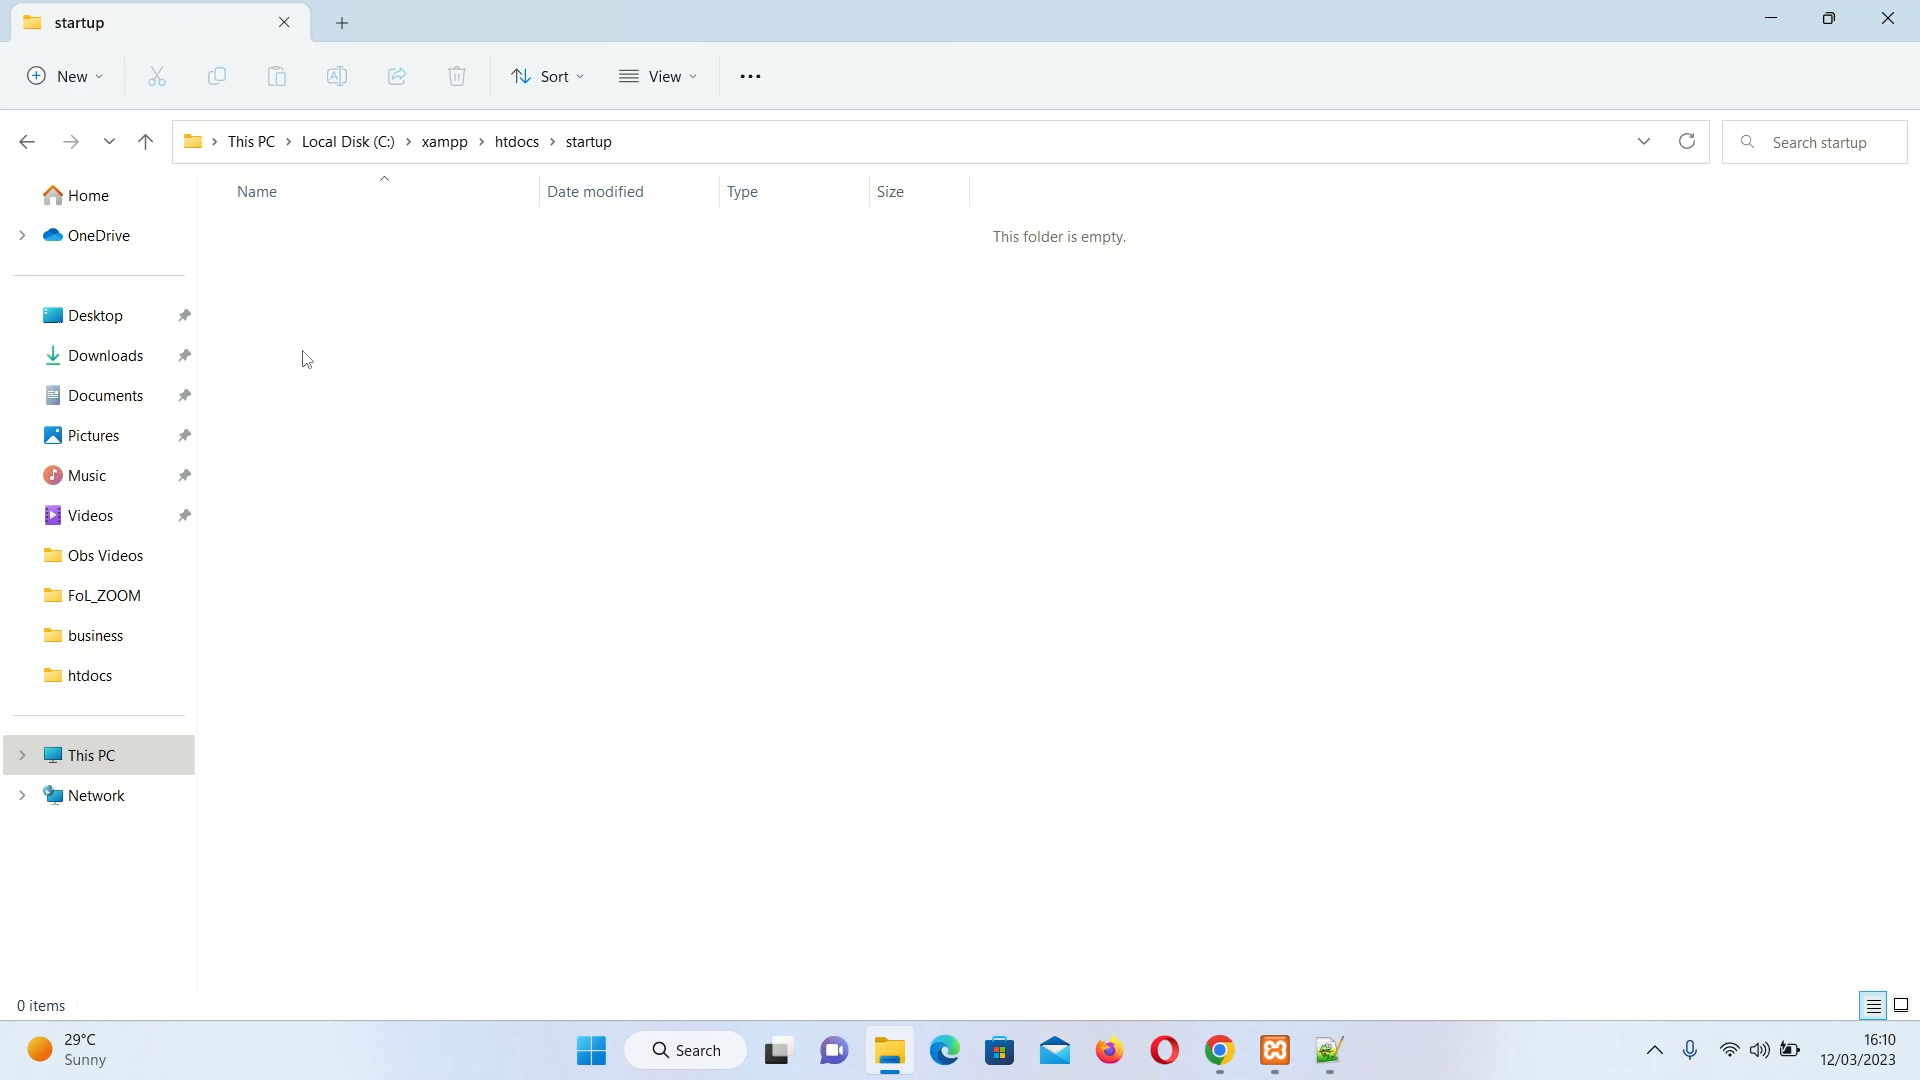 startup
New
Sort
View
This PC
Local Disk (C:)
xampp
htdocs
startup
Search startup
Home
OneDrive
Desktop
Downloads
Documents
Pictures
Music
Videos
Obs Videos
FoL_ZOOM
business
htdocs
This PC
Network
Name
Date modified
Type
Size
This folder is empty.
0 items
29°C
Sunny
Search
16:10
12/03/2023